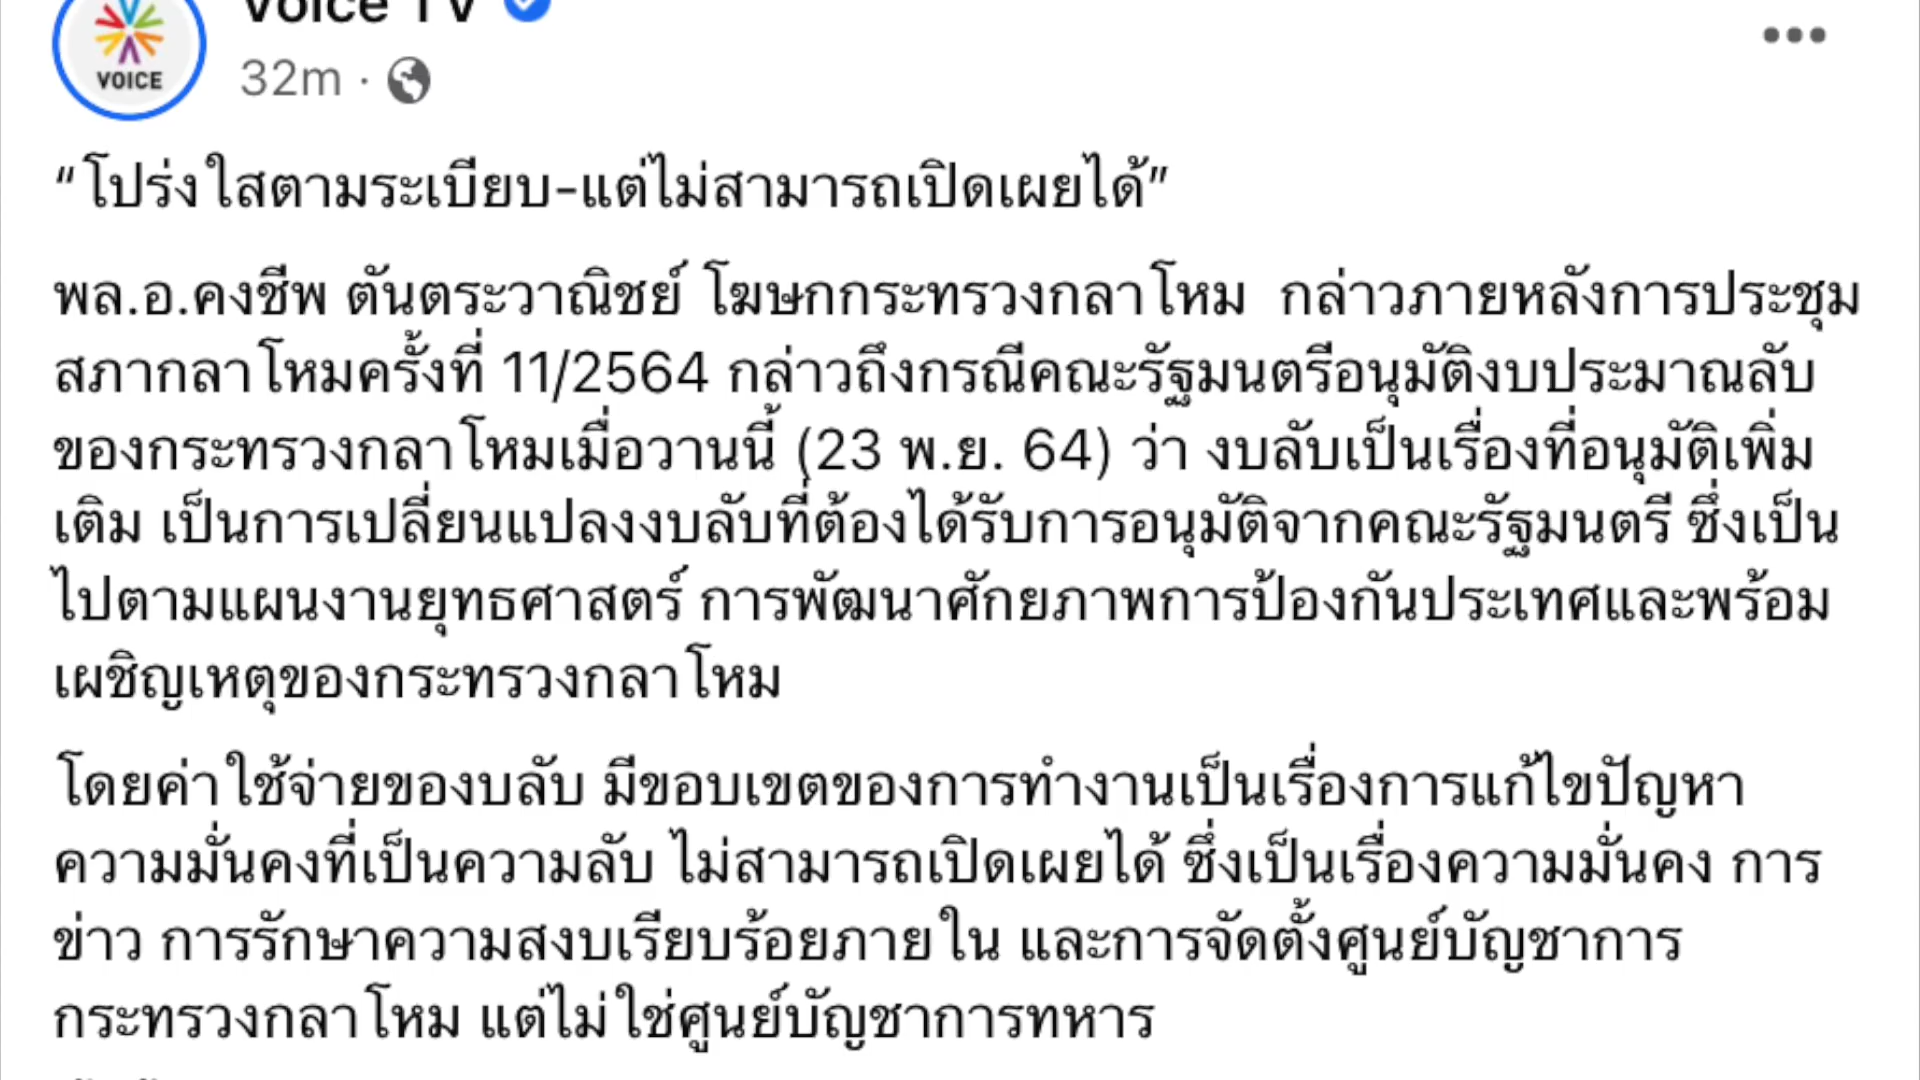 Voice TV
VOICE
32m ·
“โปร่งใสตามระเบียบ-แต่ไม่สามารถเปิดเผยได้”
พล.อ.คงชีพ ตันตระวาณิชย์ โฆษกกระทรวงกลาโหม กล่าวภายหลังการประชุม
สภากลาโหมครั้งที่ 11/2564 กล่าวถึงกรณีคณะรัฐมนตรีอนุมัติงบประมาณลับ
ของกระทรวงกลาโหมเมื่อวานนี้ (23 พ.ย. 64) ว่า งบลับเป็นเรื่องที่อนุมัติเพิ่ม
เติม เป็นการเปลี่ยนแปลงงบลับที่ต้องได้รับการอนุมัติจากคณะรัฐมนตรี ซึ่งเป็น
ไปตามแผนงานยุทธศาสตร์ การพัฒนาศักยภาพการป้องกันประเทศและพร้อม
เผชิญเหตุของกระทรวงกลาโหม
โดยค่าใช้จ่ายของบลับ มีขอบเขตของการทำงานเป็นเรื่องการแก้ไขปัญหา
ความมั่นคงที่เป็นความลับ ไม่สามารถเปิดเผยได้ ซึ่งเป็นเรื่องความมั่นคง การ
ข่าว การรักษาความสงบเรียบร้อยภายใน และการจัดตั้งศูนย์บัญชาการ
กระทรวงกลาโหม แต่ไม่ใช่ศูนย์บัญชาการทหาร